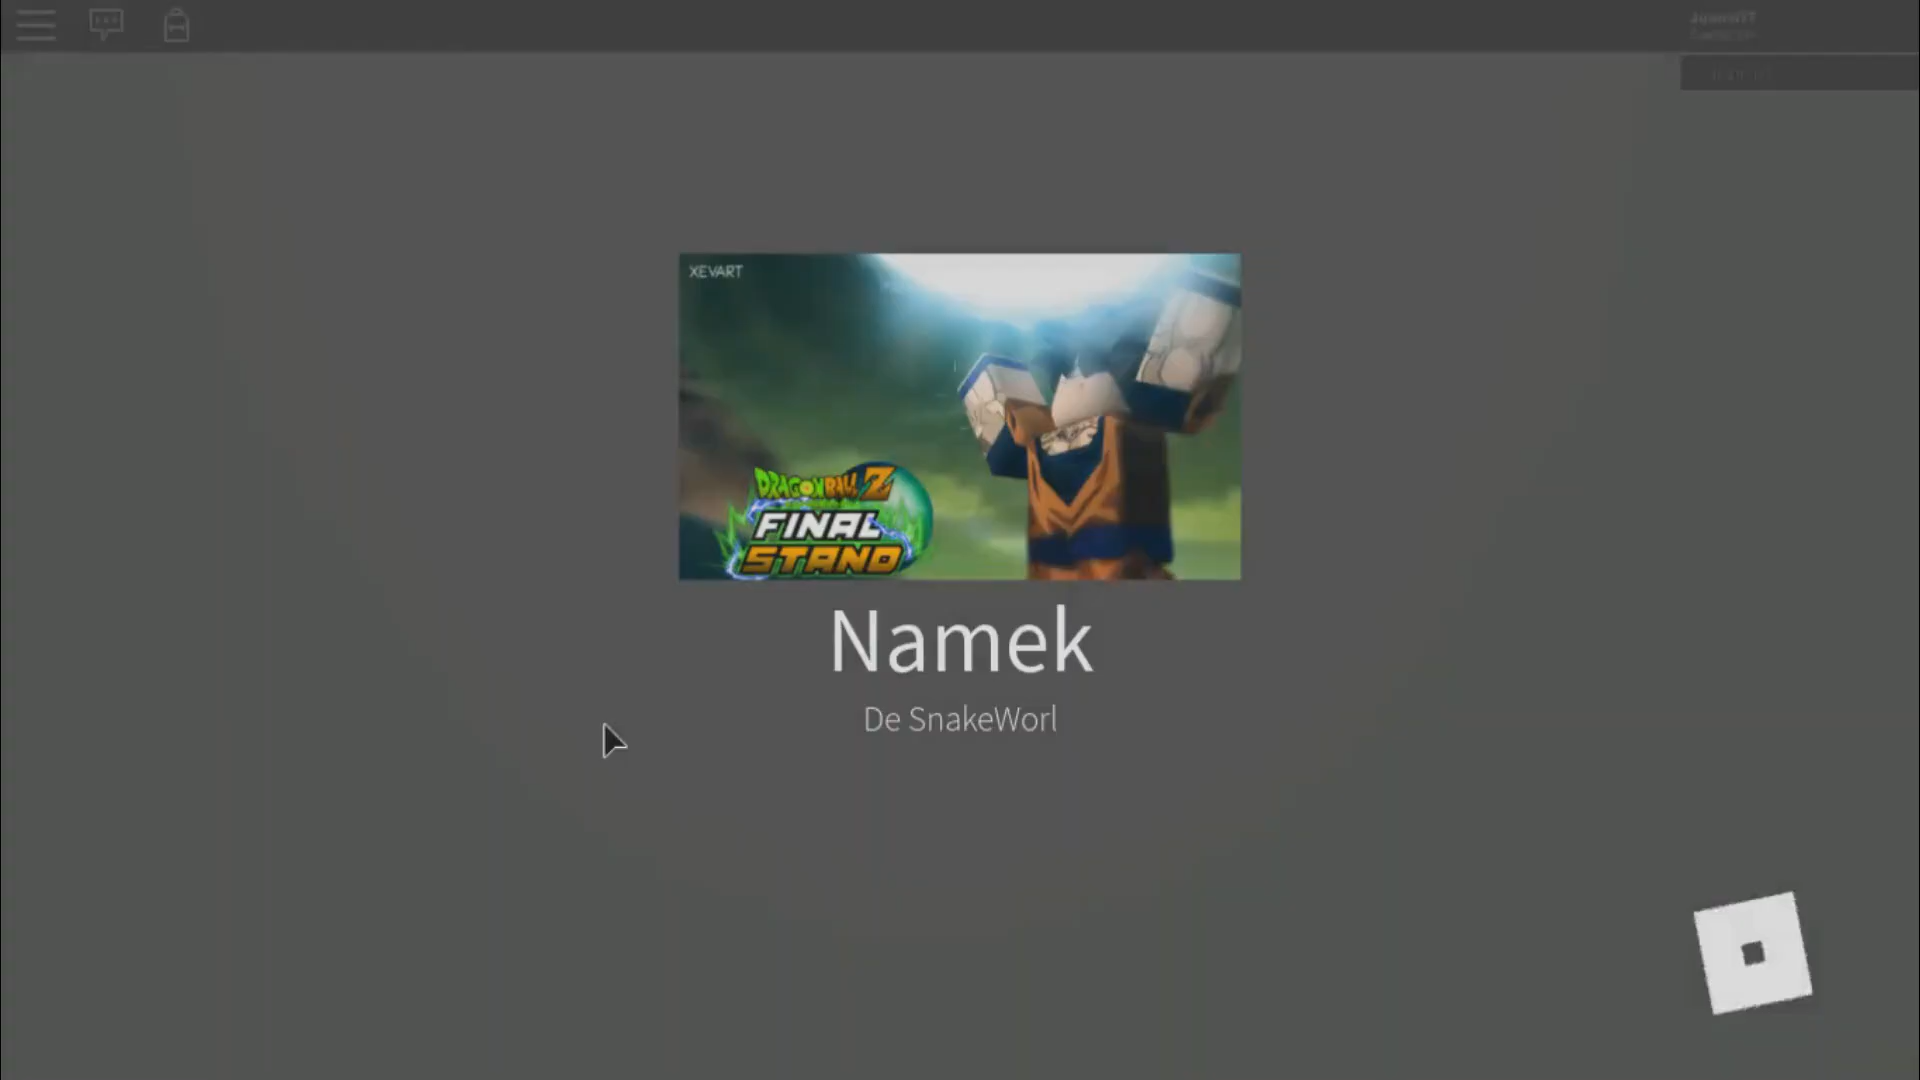 XEVART
DRAGON BALL Z
FINAL
STAND
Namek
De SnakeWorl